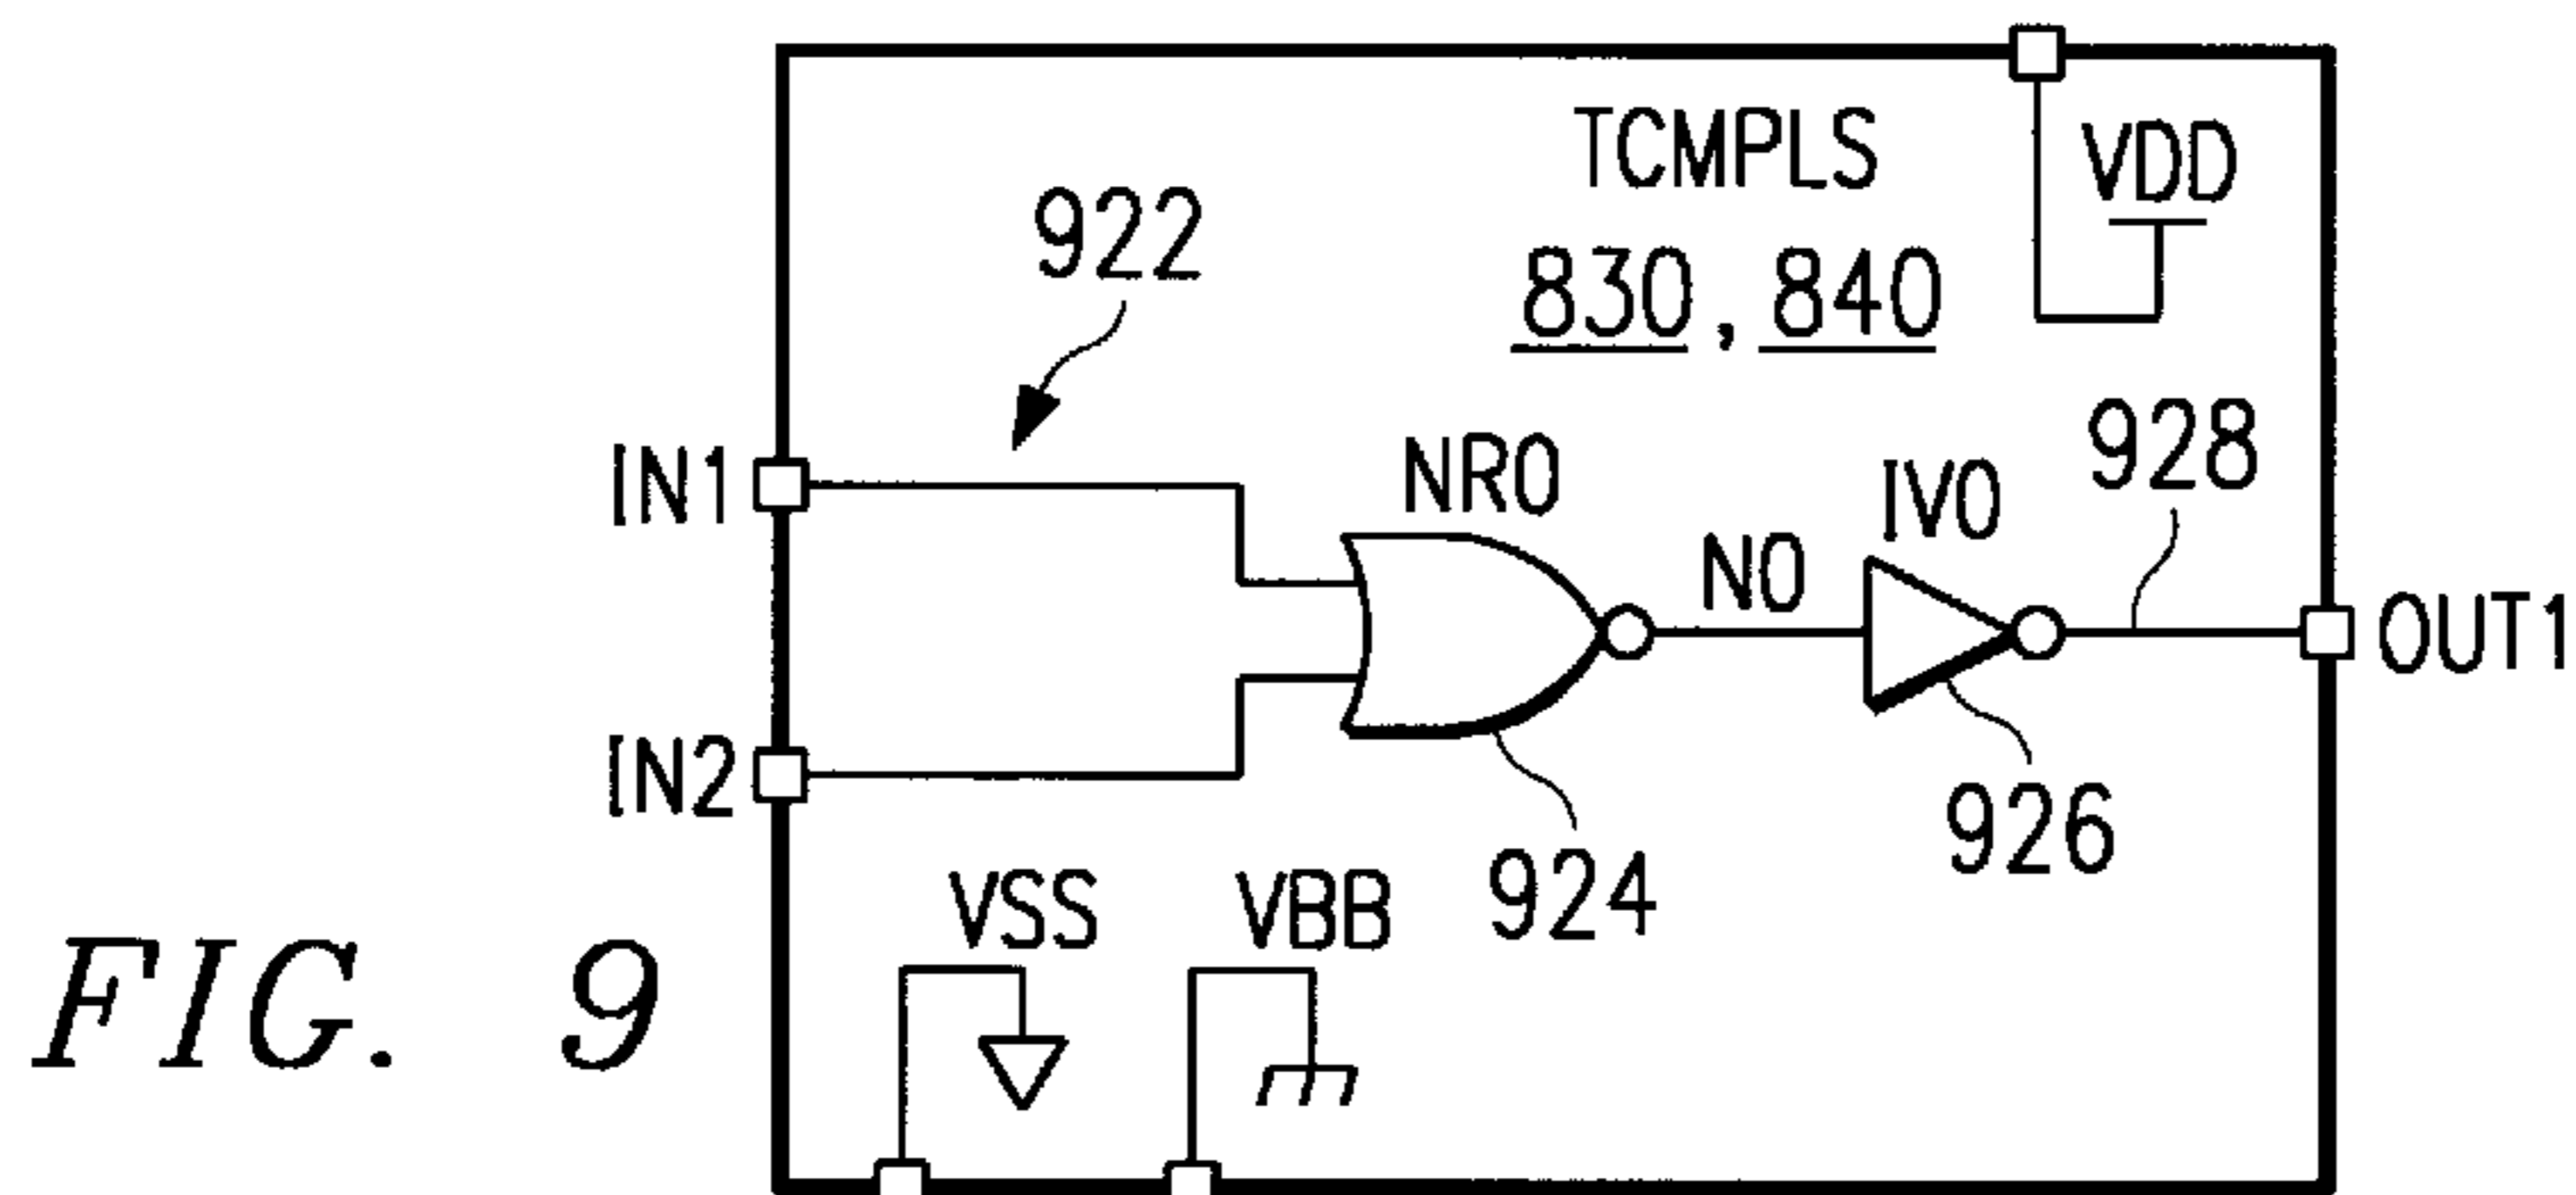 TCMPLS
830, 840
VDD
922
IN1
NR0
N0
IV0
928
OUT1
IN2
924
926
VSS
VBB
FIG. 9